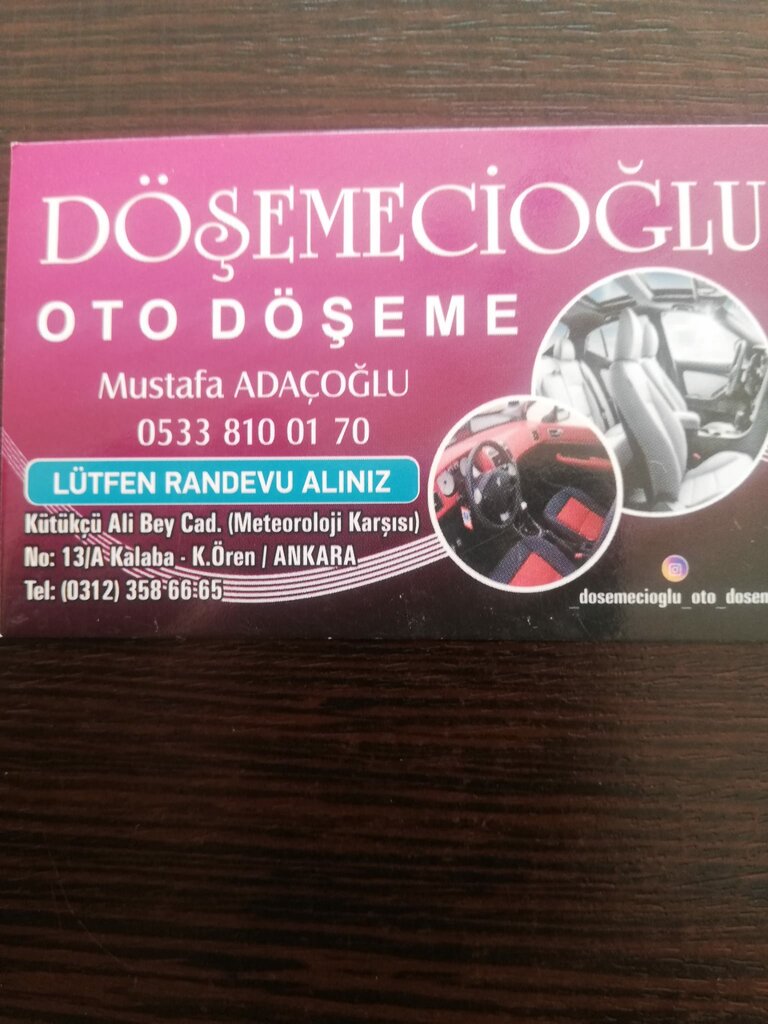 DÖŞEMECİOĞLU
OTO DÖŞEME
Mustafa ADAÇOĞLU
0533 810 01 70
LÜTFEN RANDEVU ALINIZ
Kütükçü Ali Bey Cad. (Meteoroloji Karşısı)
No: 13/A Kalaba - K.Ören / ANKARA
Tel: (0312) 358 66 65
_dosemecioglu_oto_dosem